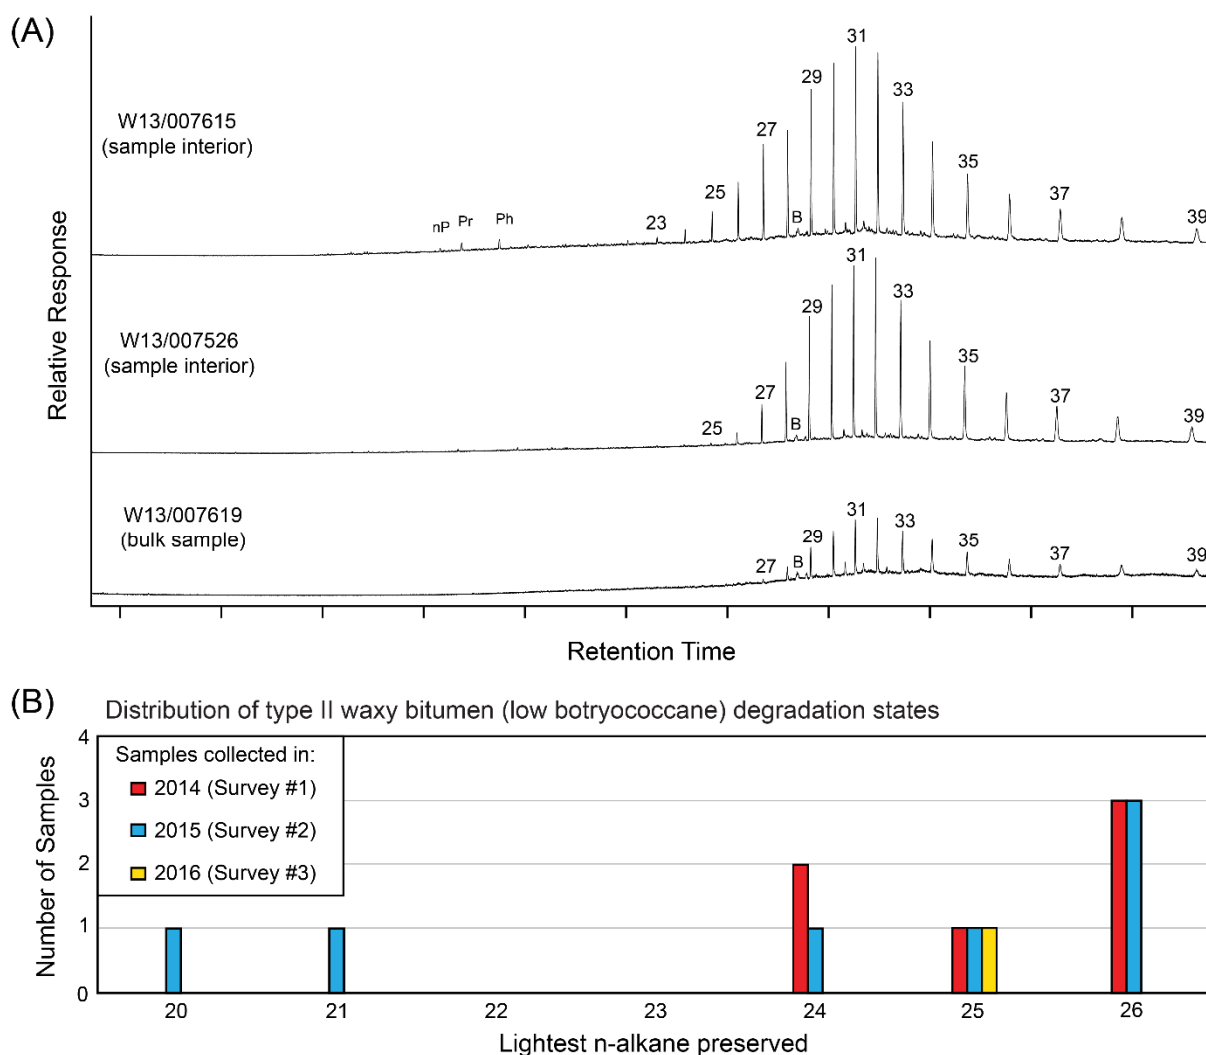 (A)
31
29
33
W13/007615
(sample interior)
27
25
35
23
37
B
39
nP
Pr
Ph
31
29
33
W13/007526
(sample interior)
27
35
25
B
37
39
W13/007619
(bulk sample)
31
29
33
27
B
35
37
39
Relative Response
Retention Time
(B)
Distribution of type II waxy bitumen (low botryococcane) degradation states
4
3
2
1
0
Number of Samples
Samples collected in:
2014 (Survey #1)
2015 (Survey #2)
2016 (Survey #3)
20 21 22 23 24 25 26
Lightest n-alkane preserved